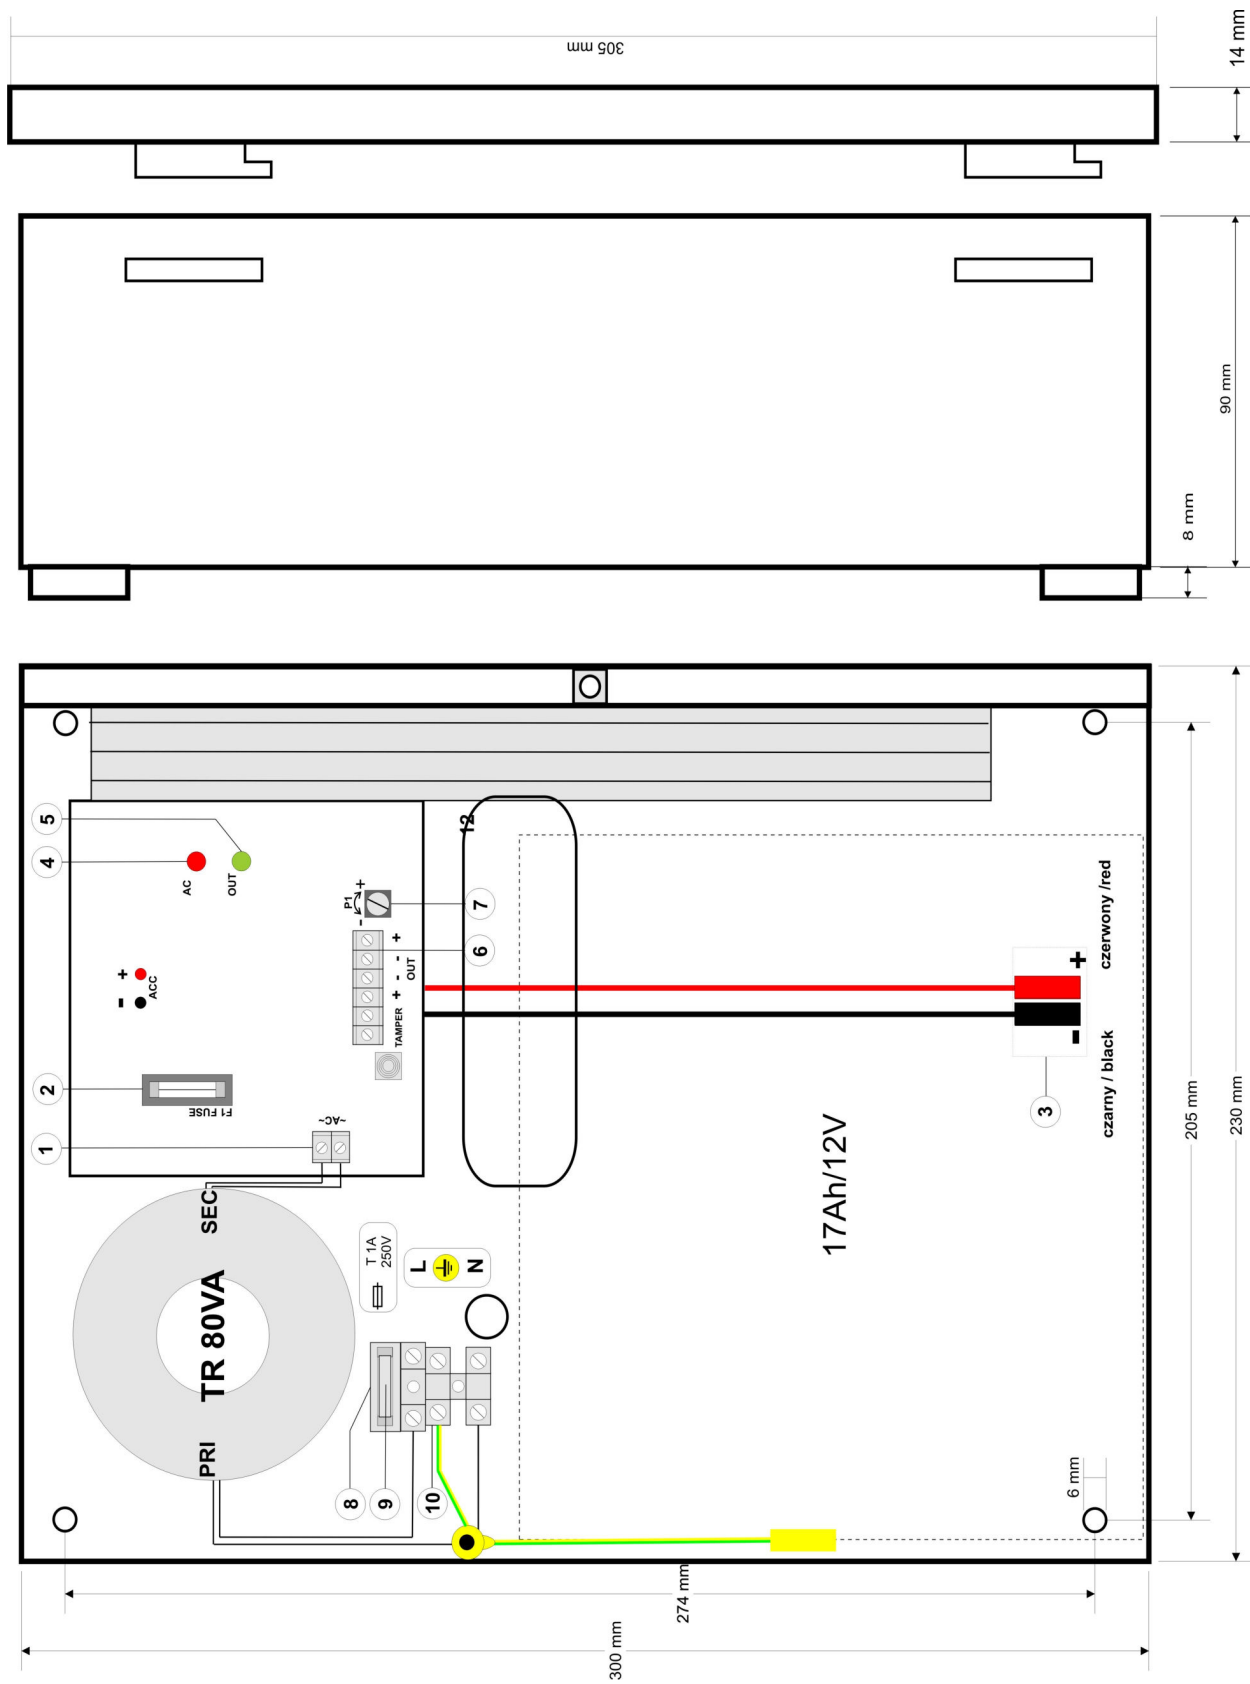 305 mm
14 mm
90 mm
8 mm
5
4
AC
OUT
12
P1
- +
7
6
+ - - +
OUT
TAMPER
- +
ACC
2
F1 FUSE
1
~AC~
SEC
TR 80VA
PRI
T 1A
250V
L
N
8
9
10
17Ah/12V
+
-
3
czerwony /red
czarny / black
6 mm
205 mm
230 mm
274 mm
300 mm